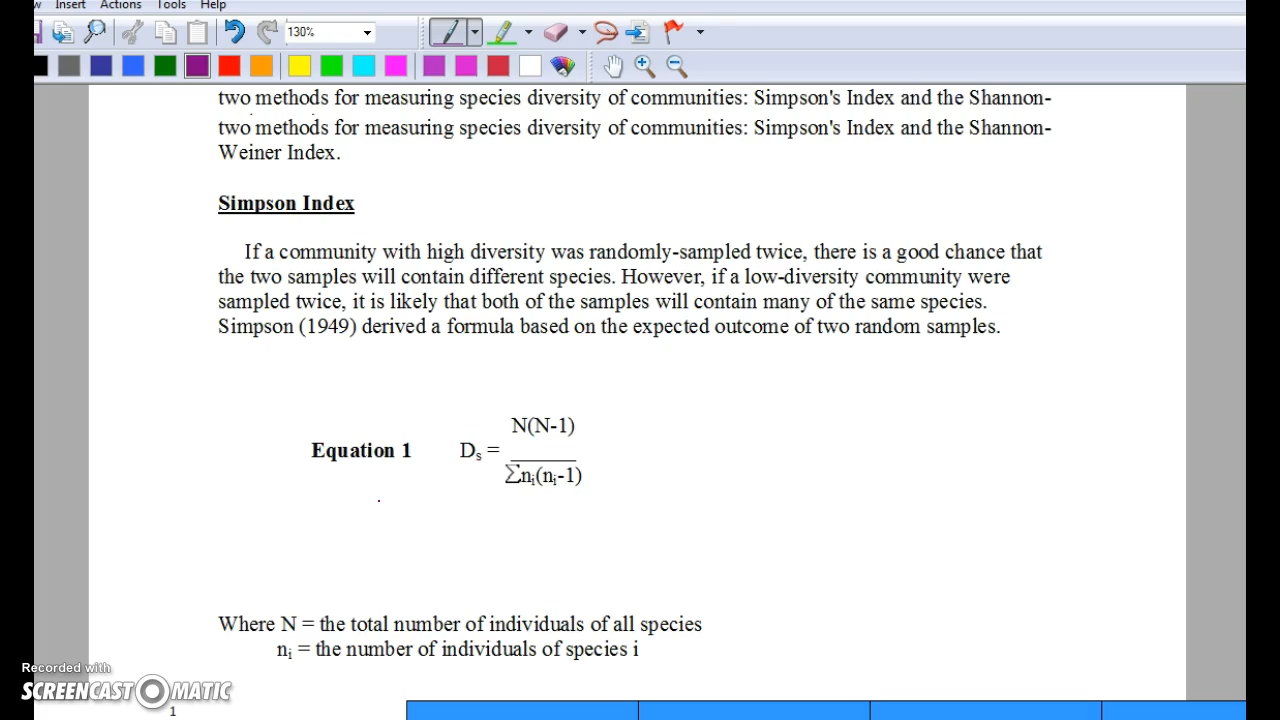 w Insert Actions Tools Help
130%
two methods for measuring species diversity of communities: Simpson's Index and the Shannon-
two methods for measuring species diversity of communities: Simpson's Index and the Shannon-
Weiner Index.
Simpson Index
If a community with high diversity was randomly-sampled twice, there is a good chance that
the two samples will contain different species. However, if a low-diversity community were
sampled twice, it is likely that both of the samples will contain many of the same species.
Simpson (1949) derived a formula based on the expected outcome of two random samples.
N(N-1)
Equation 1 Dₛ = ______
∑nᵢ(nᵢ-1)
Where N = the total number of individuals of all species
nᵢ = the number of individuals of species i
Recorded with
SCREENCAST O MATIC
1